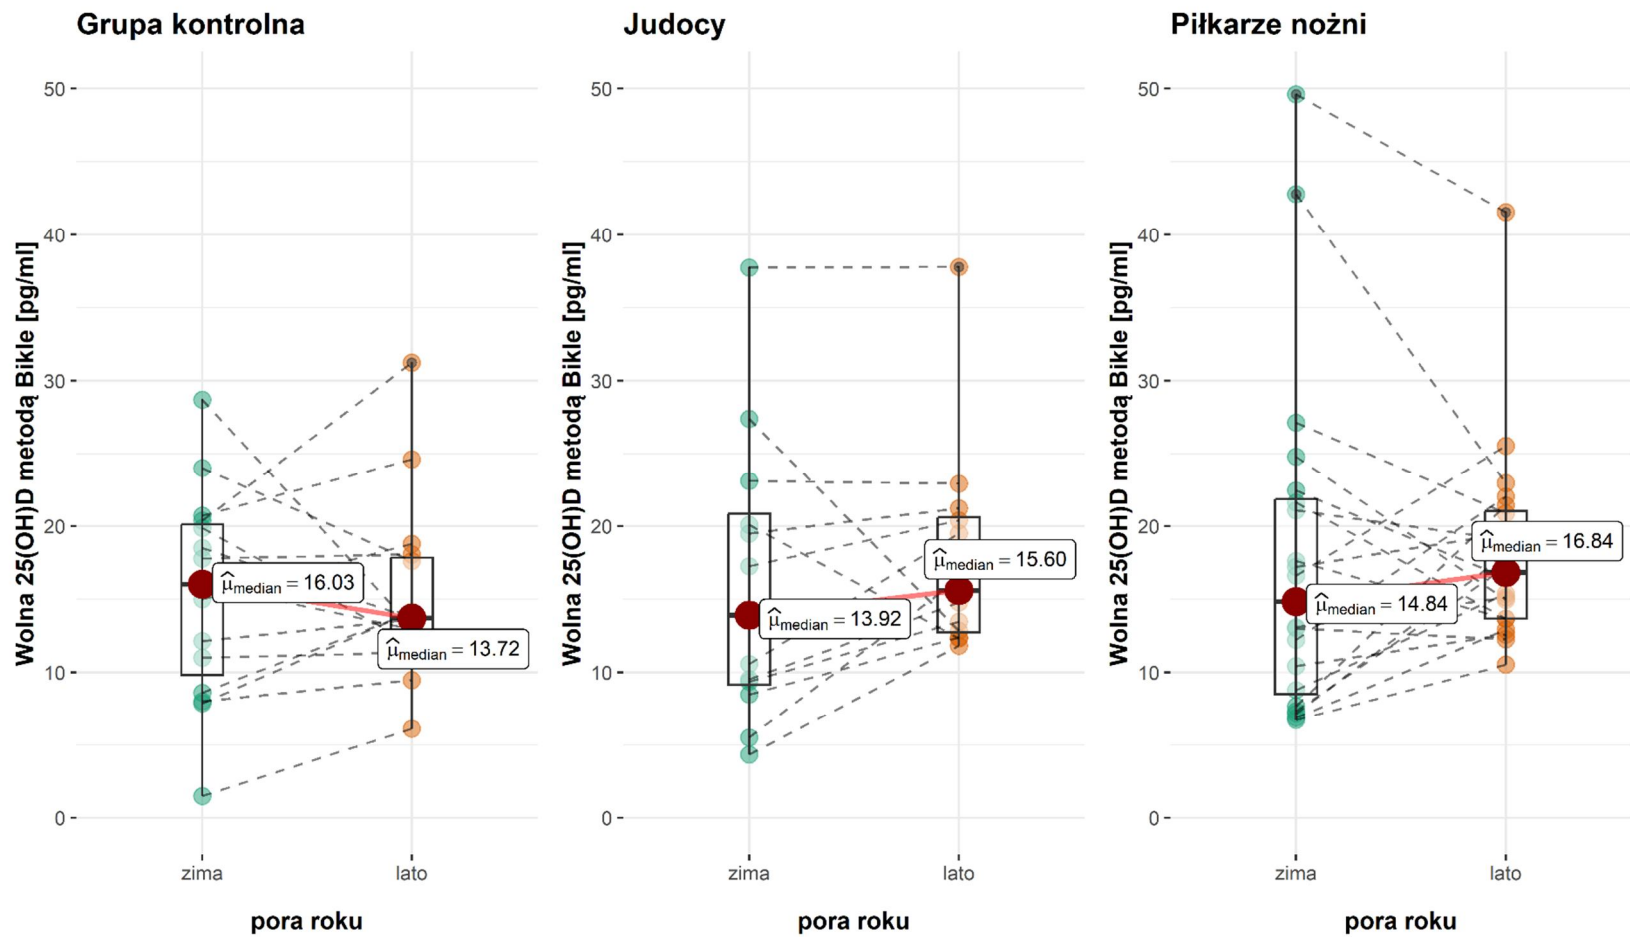 Grupa kontrolna
Wolna 25(OH)D metodą Bikle [pg/ml]
50
40
30
20
10
0
μ̂median = 16.03
μ̂median = 13.72
zima
lato
pora roku
Judocy
Wolna 25(OH)D metodą Bikle [pg/ml]
50
40
30
20
10
0
μ̂median = 13.92
μ̂median = 15.60
zima
lato
pora roku
Piłkarze nożni
Wolna 25(OH)D metodą Bikle [pg/ml]
50
40
30
20
10
0
μ̂median = 14.84
μ̂median = 16.84
zima
lato
pora roku